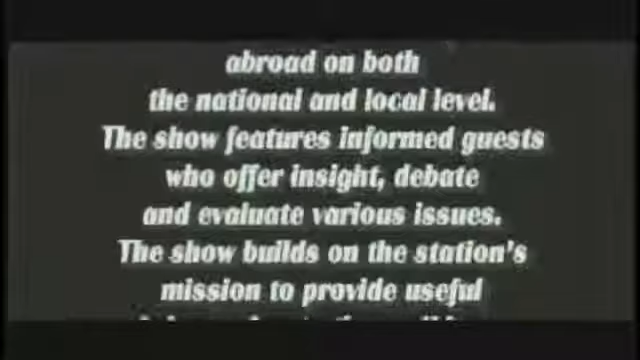 abroad on both
the national and local level.
The show features informed guests
who offer insight, debate
and evaluate various issues.
The show builds on the station's
mission to provide useful